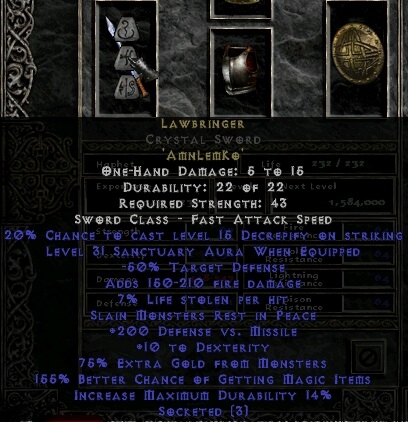 Lawbringer
Crystal Sword
'AmnLemKo'
One-Hand Damage: 5 to 15
Durability: 22 of 22
Required Strength: 43
Sword Class - Fast Attack Speed
20% Chance to cast level 15 Decrepify on striking
Level 31 Sanctuary Aura When Equipped
-50% Target Defense
Adds 150-210 fire damage
7% Life stolen per hit
Slain Monsters Rest in Peace
+200 Defense vs. Missile
+10 to Dexterity
75% Extra Gold from Monsters
155% Better Chance of Getting Magic Items
Increase Maximum Durability 14%
Socketed (3)